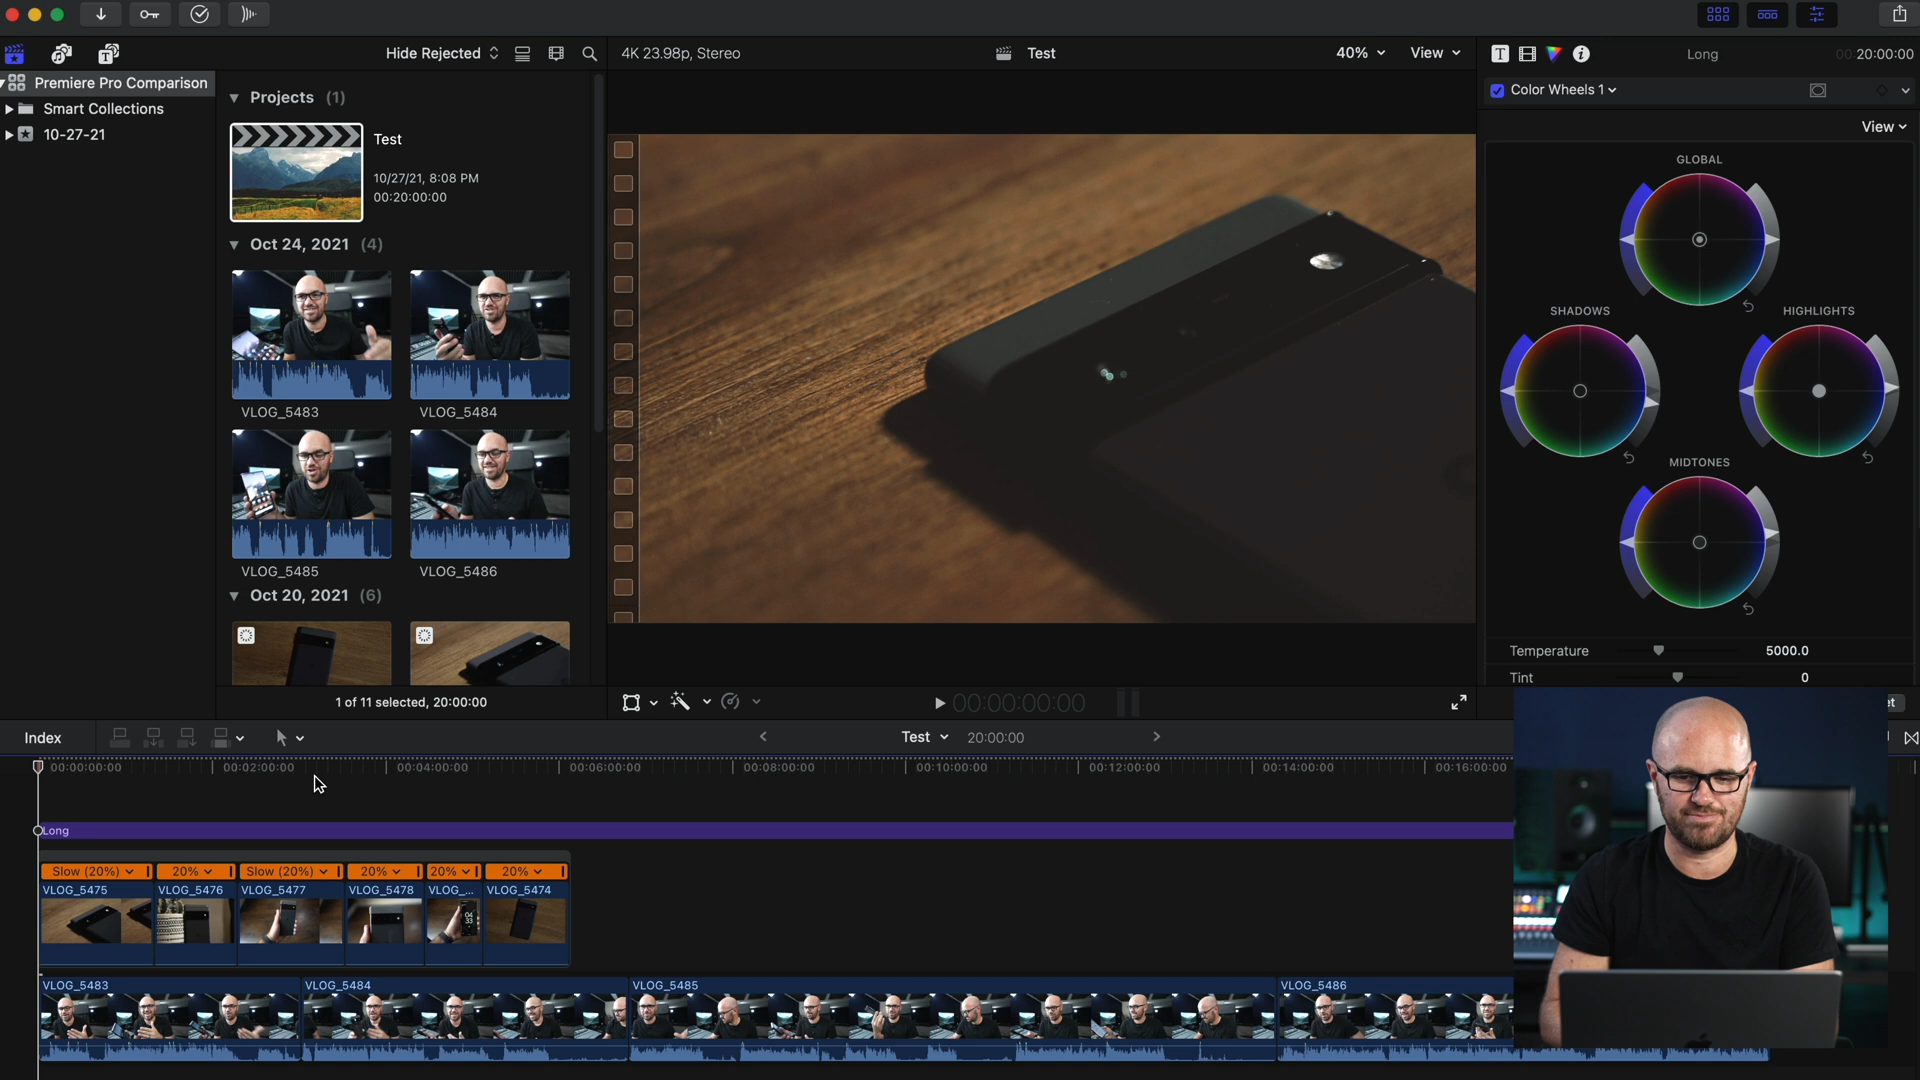 Hide Rejected
4K 23.98p, Stereo
Test
40%
View
Long
00 20:00:00
Premiere Pro Comparison
Smart Collections
10-27-21
Projects (1)
Test
10/27/21, 8:08 PM
00:20:00:00
Oct 24, 2021 (4)
VLOG_5483
VLOG_5484
VLOG_5485
VLOG_5486
Oct 20, 2021 (6)
1 of 11 selected, 20:00:00
00:00:00:00
Color Wheels 1
View
GLOBAL
SHADOWS
HIGHLIGHTS
MIDTONES
Temperature 5000.0
Tint 0
et
Index
Test
20:00:00
00:00:00:00
00:02:00:00
00:04:00:00
00:06:00:00
00:08:00:00
00:10:00:00
00:12:00:00
00:14:00:00
00:16:00:00
Long
Slow (20%)
20%
Slow (20%)
20%
20%
20%
VLOG_5475
VLOG_5476
VLOG_5477
VLOG_5478
VLOG_...
VLOG_5474
04
33
VLOG_5483
VLOG_5484
VLOG_5485
VLOG_5486